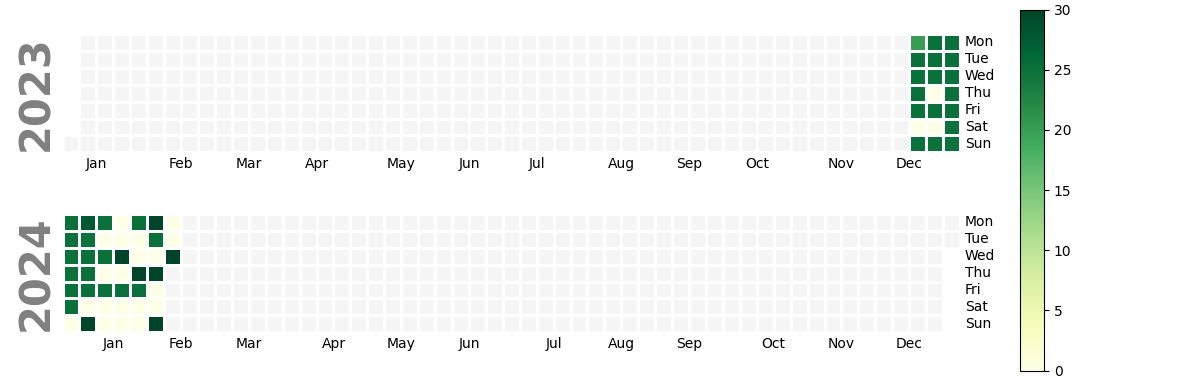 2023
Mon
Tue
Wed
Thu
Fri
Sat
Sun
Jan Feb Mar Apr May Jun Jul Aug Sep Oct Nov Dec
2024
Mon
Tue
Wed
Thu
Fri
Sat
Sun
Jan Feb Mar Apr May Jun Jul Aug Sep Oct Nov Dec
30
25
20
15
10
5
0